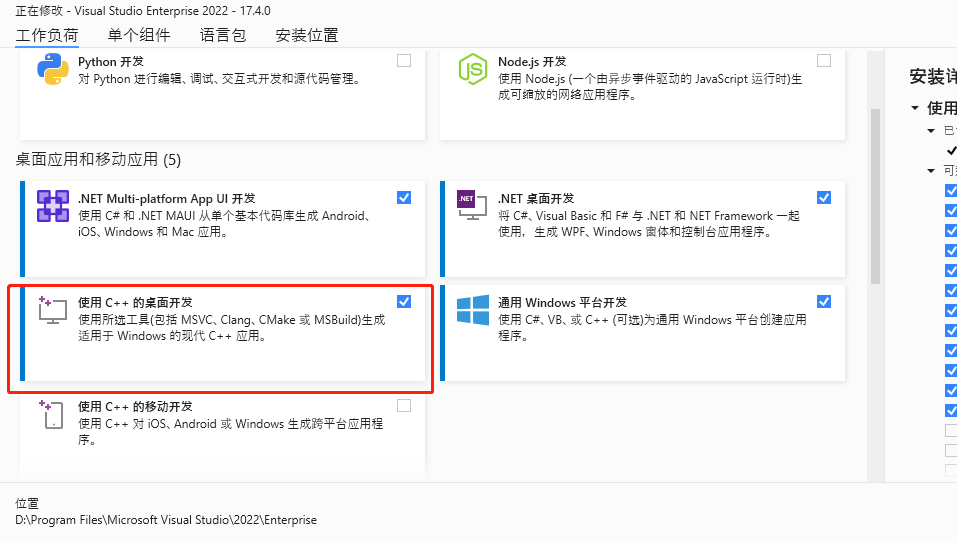 正在修改 - Visual Studio Enterprise 2022 - 17.4.0
工作负荷 单个组件 语言包 安装位置
Python 开发
对 Python 进行编辑、调试、交互式开发和源代码管理。
Node.js 开发
使用 Node.js (一个由异步事件驱动的 JavaScript 运行时)生
成可缩放的网络应用程序。
安装详
使用
已
可
桌面应用和移动应用 (5)
.NET Multi-platform App UI 开发
使用 C# 和 .NET MAUI 从单个基本代码库生成 Android、
iOS、Windows 和 Mac 应用。
.NET
.NET 桌面开发
将 C#、Visual Basic 和 F# 与 .NET 和 NET Framework 一起
使用，生成 WPF、Windows 窗体和控制台应用程序。
使用 C++ 的桌面开发
使用所选工具(包括 MSVC、Clang、CMake 或 MSBuild)生成
适用于 Windows 的现代 C++ 应用。
通用 Windows 平台开发
使用 C#、VB、或 C++ (可选)为通用 Windows 平台创建应用
程序。
使用 C++ 的移动开发
使用 C++ 对 iOS、Android 或 Windows 生成跨平台应用程
序。
位置
D:\Program Files\Microsoft Visual Studio\2022\Enterprise